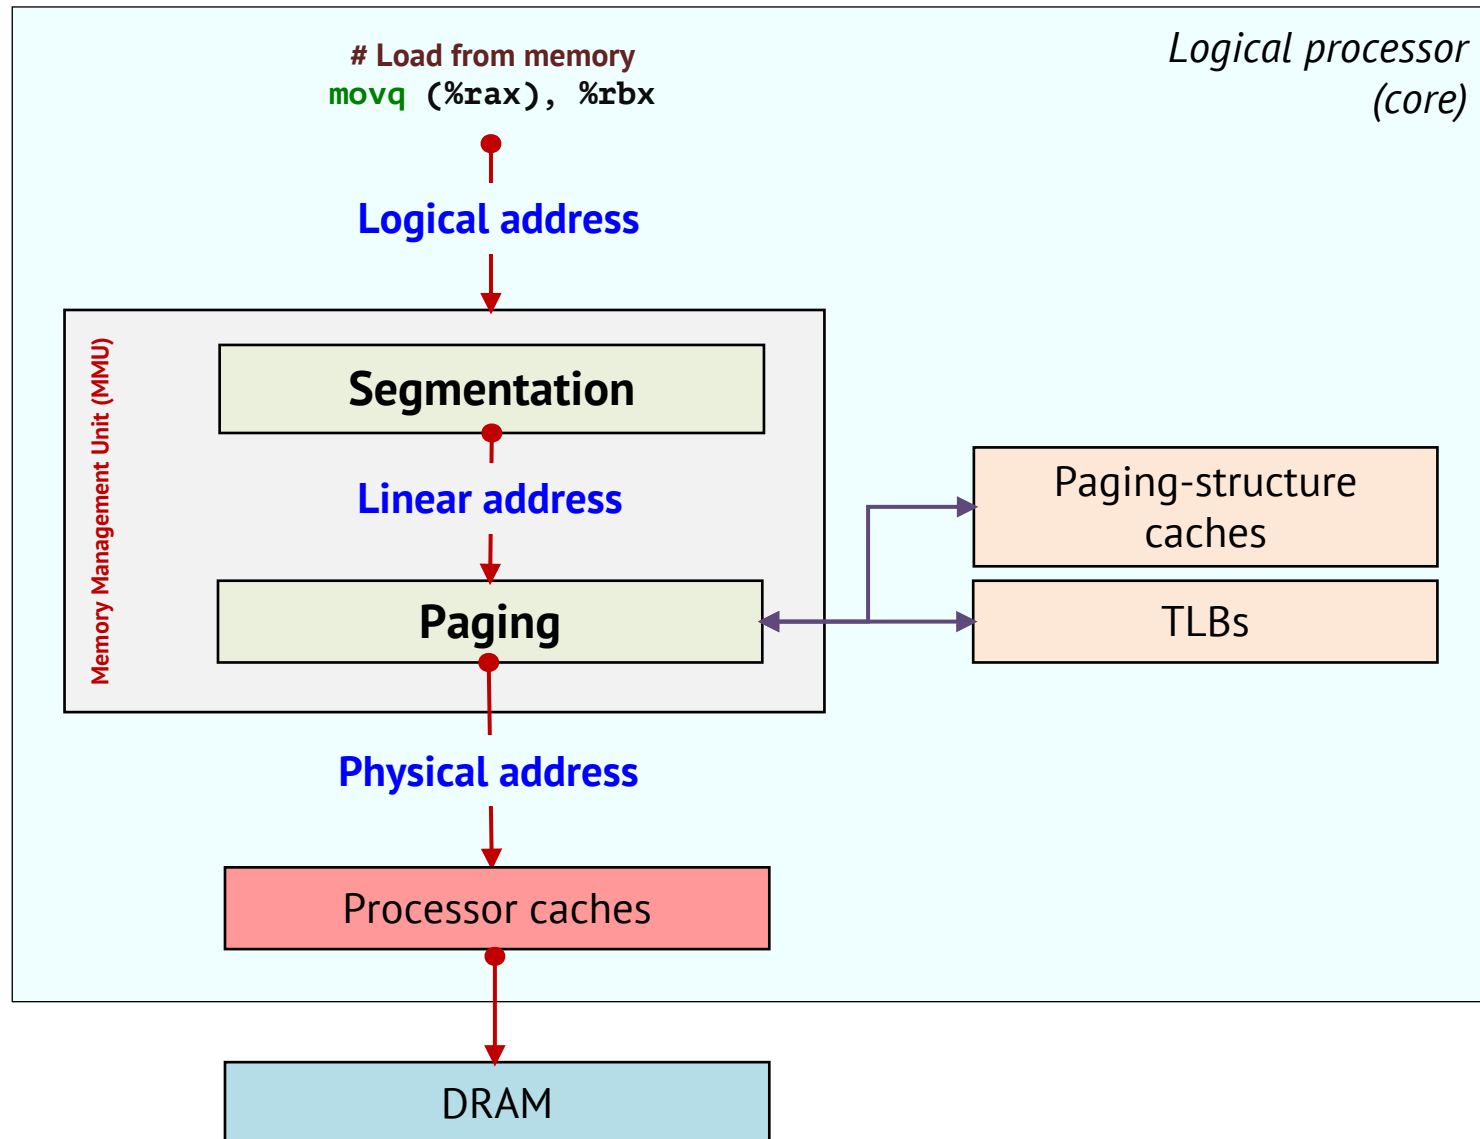 # Load from memory
movq (%rax), %rbx
Logical processor
(core)
Logical address
Memory Management Unit (MMU)
Segmentation
Linear address
Paging-structure
caches
Paging
TLBs
Physical address
Processor caches
DRAM